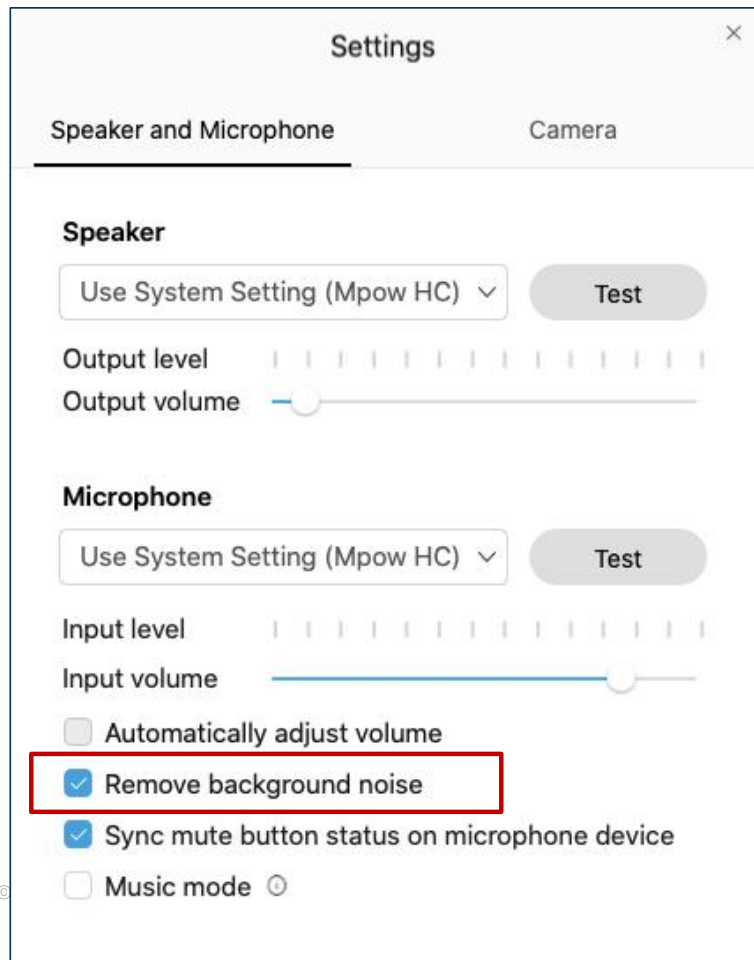 Settings
Speaker and Microphone
Camera
Speaker
Use System Setting (Mpow HC)
Test
Output level
Output volume
Microphone
Use System Setting (Mpow HC)
Test
Input level
Input volume
Automatically adjust volume
Remove background noise
Sync mute button status on microphone device
Music mode
©